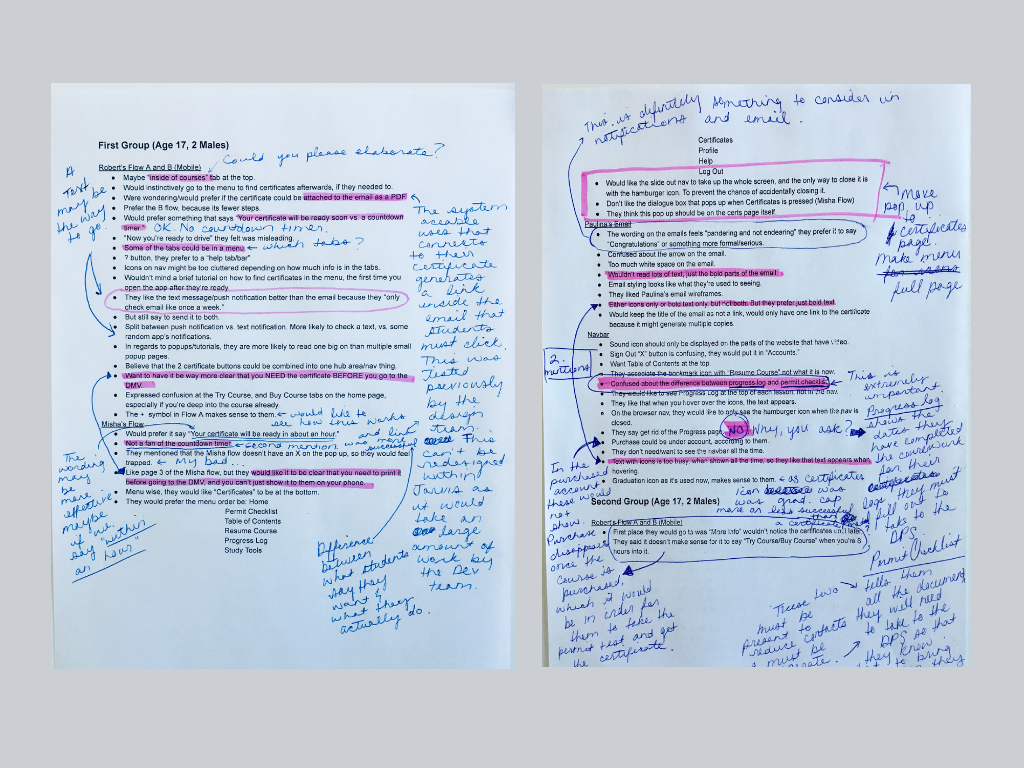 First Group (Age 17, 2 Males)
Could you please elaborate?
Robert's Flow A and B (Mobile)
Maybe "inside of courses" tab at the top.
Would instinctively go to the menu to find certificates afterwards, if they needed to.
Were wondering/would prefer if the certificate could be attached to the email as a PDF
Prefer the B flow, because its fewer steps.
Would prefer something that says "Your certificate will be ready soon vs. a countdown
timer." OK. No countdown timer.
"Now you're ready to drive" they felt was misleading.
Some of the tabs could be in a menu ← which tabs?
? button, they prefer to a "help tab/bar"
Icons on nav might be too cluttered depending on how much info is in the tabs.
Wouldn't mind a brief tutorial on how to find certificates in the menu, the first time you
open the app after they're ready
They like the text message/push notification better than the email because they "only
check email like once a week."
But still say to send it to both.
Split between push notification vs. text notification. More likely to check a text, vs, some
random app's notifications.
In regards to popups/tutorials, they are more likely to read one big on than multiple small
popup pages.
Believe that the 2 certificate buttons could be combined into one hub area/nav thing.
Want to have it be way more clear that you NEED the certificate BEFORE you go to the
DMV.
Expressed confusion at the Try Course, and Buy Course tabs on the home page,
especially if you're deep into the course already
The + symbol in Flow A makes sense to them. ← would like to
see how this works
Misha's Flow
Would prefer it say "Your certificate will be ready in about an hour."
Not a fan of the countdown timer. ← second mention
They mentioned that the Misha flow doesn't have an X on the pop up, so they would feel
trapped. ← My bad...
Like page 3 of the Misha flow, but they would like it to be clear that you need to print it
before going to the DMV, and you can't just show it to them on your phone.
Menu wise, they would like "Certificates" to be at the bottom.
They would prefer the menu order be: Home
Permit Checklist
Table of Contents
Resume Course
Progress Log
Study Tools
A
Text
may be
the way
to go.
The
wording
may
be
more
effective
maybe
if we
say "within
an hour"
The system
uses that
connects
to their
certificate
generates
a link
inside the
email that
students
must click.
This was
tested
previously
by the
design
team.
This
can't be
redesigned
within
Jarvis as
it would
take an
large
amount of
work by
the Dev
team.
Difference
between
what students
say they
want &
what they
actually do.
This is definitely something to consider in
notifications and email.
Certificates
Profile
Help
Log Out
Would like the slide out nav to take up the whole screen, and the only way to close it is
with the hamburger icon. To prevent the chance of accidentally closing it.
Don't like the dialogue box that pops up when Certificates is pressed (Misha Flow)
They think this pop up should be on the certs page itself
Move
pop up
to
certificates
page.
Make menu
full page
Paulina's Email
The wording on the emails feels "pandering and not endearing" they prefer it to say
"Congratulations" or something more formal/serious.
Confused about the arrow on the email.
Too much white space on the email.
Wouldn't read lots of text, just the bold parts of the email.
Email styling looks like what they're used to seeing.
They liked Paulina's email wireframes.
Either icons only or bold text only, but not both. But they prefer just bold text.
Would keep the title of the email as not a link, would only have one link to the certificate
because it might generate multiple copies.
Navbar
Sound icon should only be displayed on the parts of the website that have video.
Sign Out "X" button is confusing, they would put it in "Accounts."
Want Table of Contents at the top.
They associate the bookmark icon with "Resume Course" not what it is now.
Confused about the difference between progress log and permit checklist
They would like to see Progress Log at the top of each lesson, not in the nav.
They like that when you hover over the icons, the text appears.
On the browser nav, they would like to only see the hamburger icon when the nav is
closed.
They say get rid of the Progress page. NO! Why, you ask?
Purchase could be under account, according to them.
They don't need/want to see the navbar all the time.
Text with icons is too busy, when shown all the time, so they like that text appears when
hovering.
Graduation icon as it's used now, makes sense to them. ← as certificates
icon was
was grad. cap
more or less successful
2
mentions
This is
extremely
important
Progress log:
shows the
dates they
have completed
the coursework
for their
logs they must
fill out to
take to the
DPS.
Permit Checklist
tells them
all the documents
they will need
to take to the
DPS so that
they know
In the
purchased
account
these would
not
show.
Purchase
disappears
once the
course is
purchased,
which it would
be in order for
them to take the
permit test and get
the certificate.
Second Group (Age 17, 2 Males)
Robert's Flow A and B (Mobile)
First place they would go to was "More Info" wouldn't notice the certificates until
They said it doesn't make sense for it to say "Try Course/Buy Course" when you're 6
hours into it.
These two
must be
present to
reduce contacts
must be